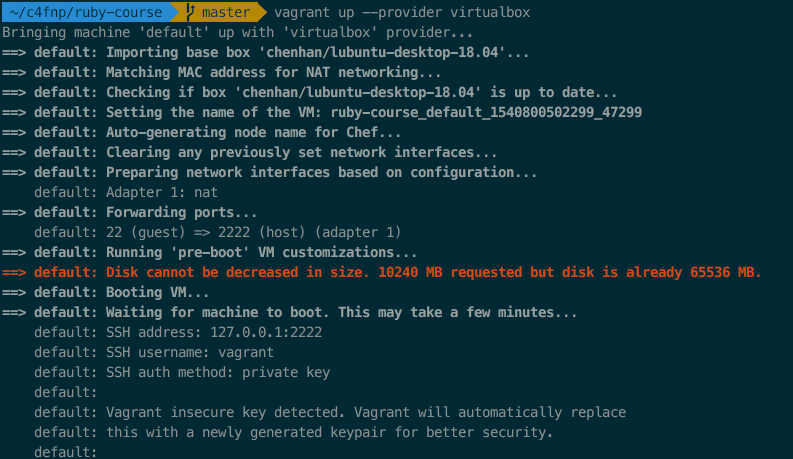 ~/c4fnp/ruby-course master vagrant up --provider virtualbox
Bringing machine 'default' up with 'virtualbox' provider...
==> default: Importing base box 'chenhan/lubuntu-desktop-18.04'...
==> default: Matching MAC address for NAT networking...
==> default: Checking if box 'chenhan/lubuntu-desktop-18.04' is up to date...
==> default: Setting the name of the VM: ruby-course_default_1540800502299_47299
==> default: Auto-generating node name for Chef...
==> default: Clearing any previously set network interfaces...
==> default: Preparing network interfaces based on configuration...
    default: Adapter 1: nat
==> default: Forwarding ports...
    default: 22 (guest) => 2222 (host) (adapter 1)
==> default: Running 'pre-boot' VM customizations...
==> default: Disk cannot be decreased in size. 10240 MB requested but disk is already 65536 MB.
==> default: Booting VM...
==> default: Waiting for machine to boot. This may take a few minutes...
    default: SSH address: 127.0.0.1:2222
    default: SSH username: vagrant
    default: SSH auth method: private key
    default:
    default: Vagrant insecure key detected. Vagrant will automatically replace
    default: this with a newly generated keypair for better security.
    default: